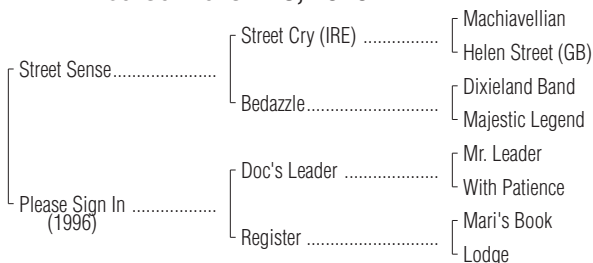 Machiavellian
Street Cry (IRE) ..................
Helen Street (GB)
Street Sense.........................
Dixieland Band
Bedazzle................................
Majestic Legend
Mr. Leader
Doc's Leader .......................
With Patience
Please Sign In ....................
(1996)
Mari's Book
Register ................................
Lodge